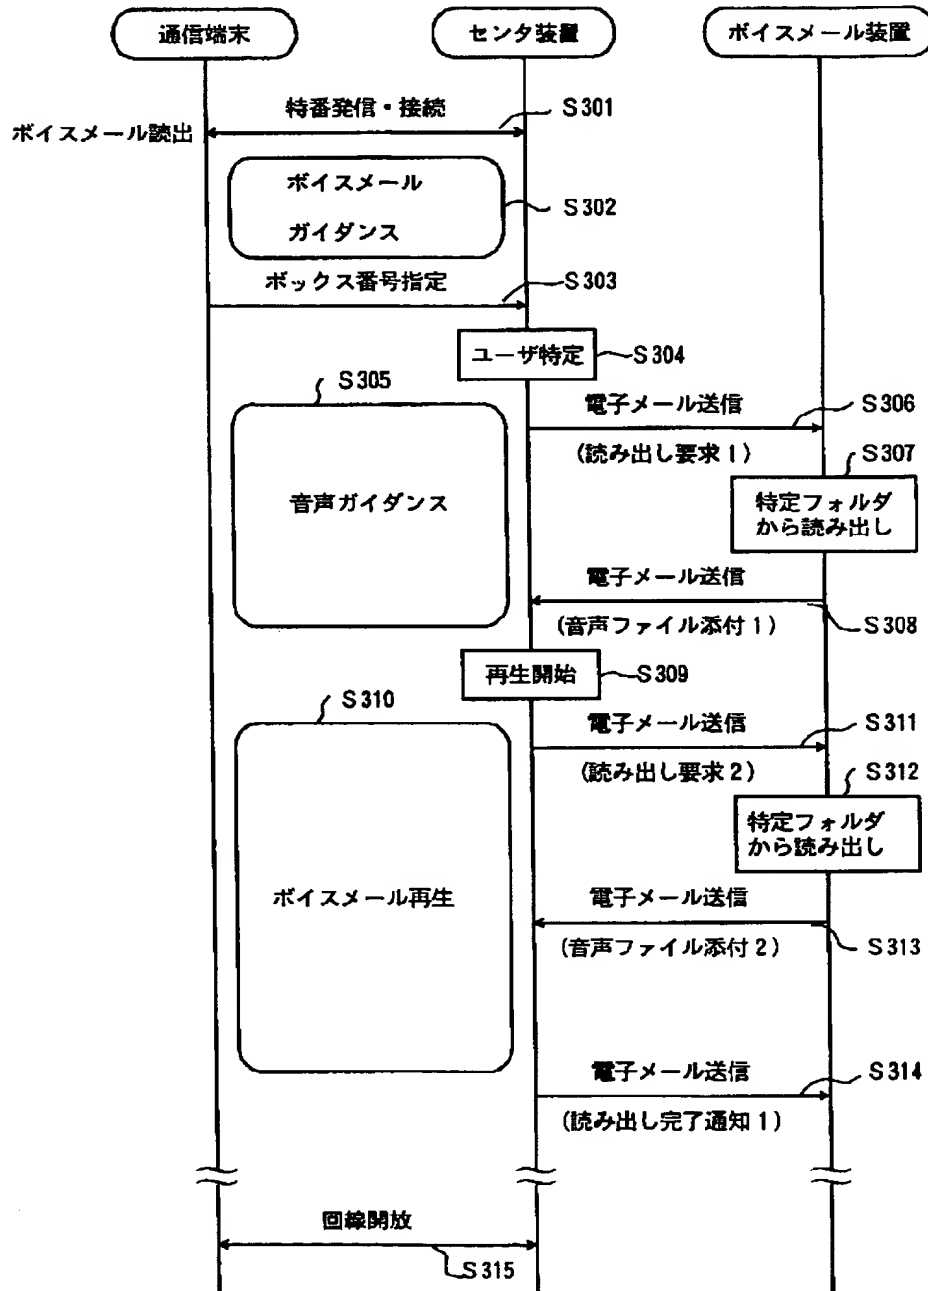 通信端末
センタ装置
ボイスメール装置
特番発信・接続
S301
ボイスメール読出
ボイスメール
ガイダンス
S302
ボックス番号指定
S303
ユーザ特定
S304
S305
電子メール送信
S306
(読み出し要求1)
S307
音声ガイダンス
特定フォルダ
から読み出し
電子メール送信
(音声ファイル添付1)
S308
再生開始
S309
S310
電子メール送信
S311
(読み出し要求2)
S312
特定フォルダ
から読み出し
ボイスメール再生
電子メール送信
(音声ファイル添付2)
S313
電子メール送信
S314
(読み出し完了通知1)
回線開放
S315